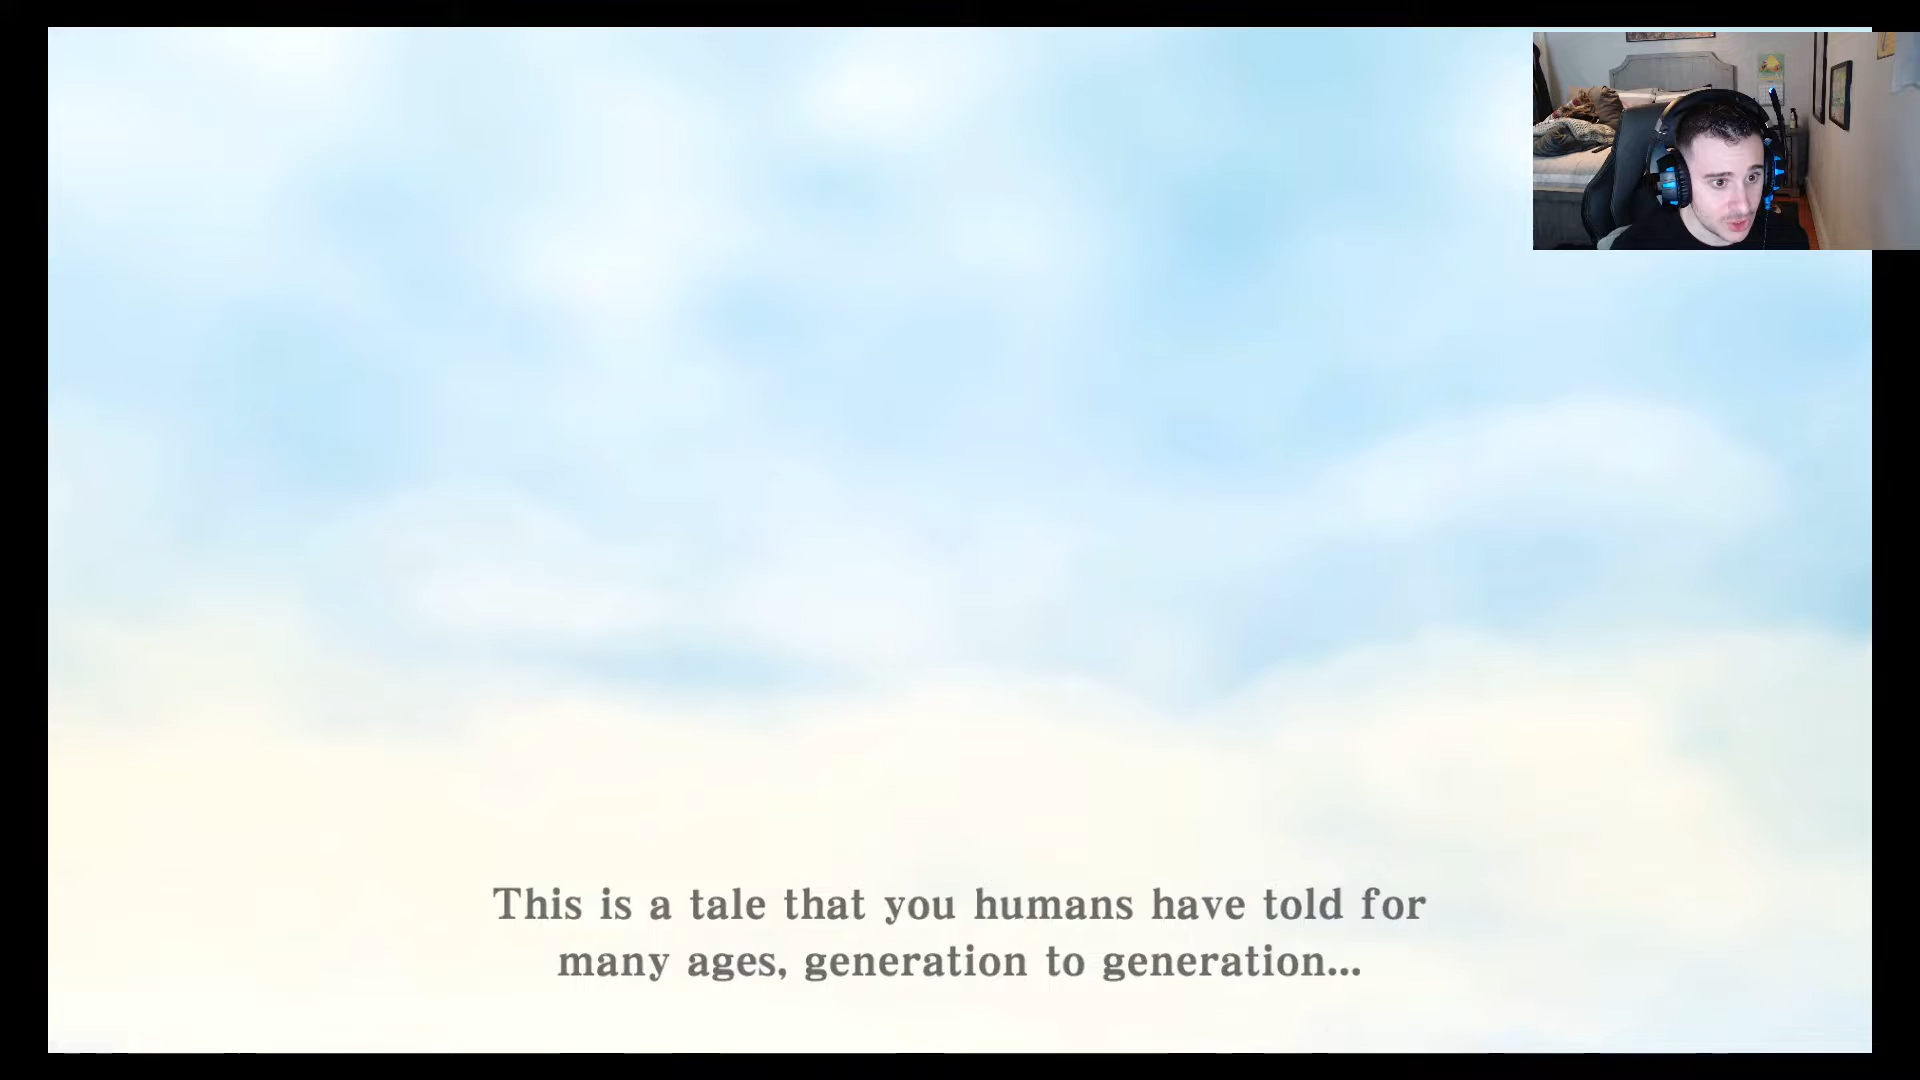 This is a tale that you humans have told for
many ages, generation to generation...